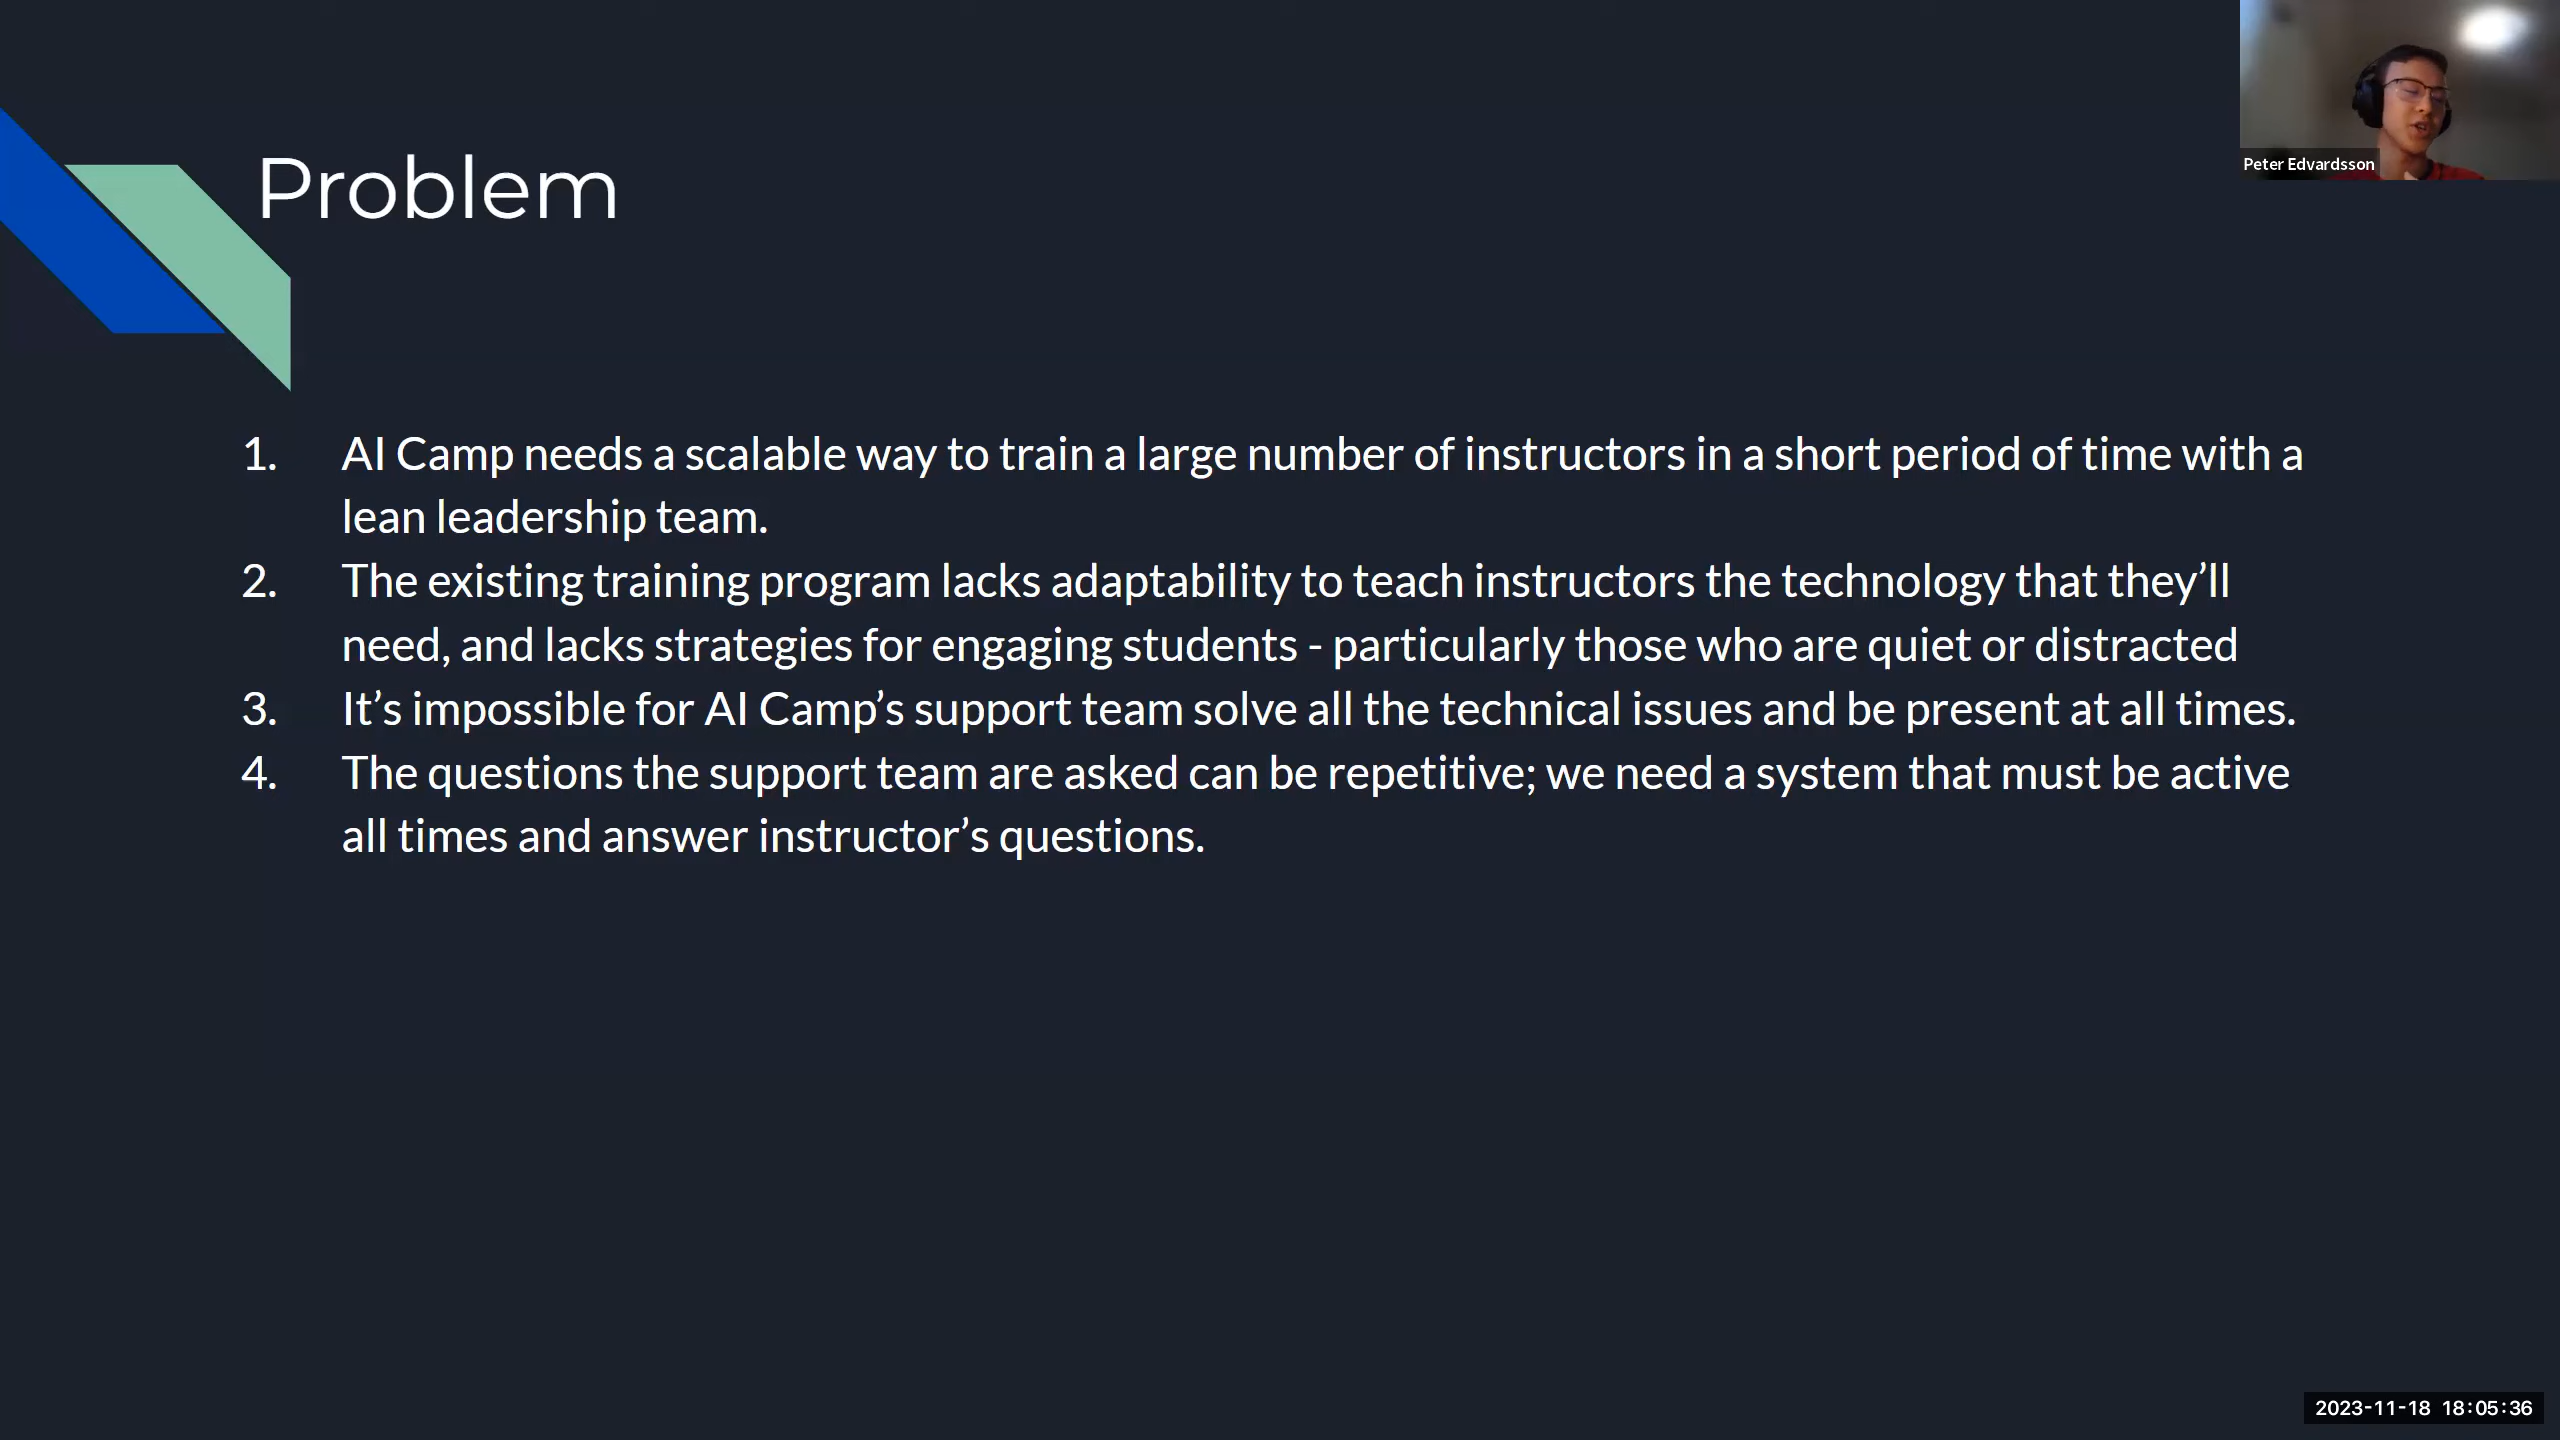 Peter Edvardsson
Problem
1. AI Camp needs a scalable way to train a large number of instructors in a short period of time with a
lean leadership team.
2. The existing training program lacks adaptability to teach instructors the technology that they’ll
need, and lacks strategies for engaging students - particularly those who are quiet or distracted
3. It’s impossible for AI Camp’s support team solve all the technical issues and be present at all times.
4. The questions the support team are asked can be repetitive; we need a system that must be active
all times and answer instructor’s questions.
2023-11-18 18:05:36